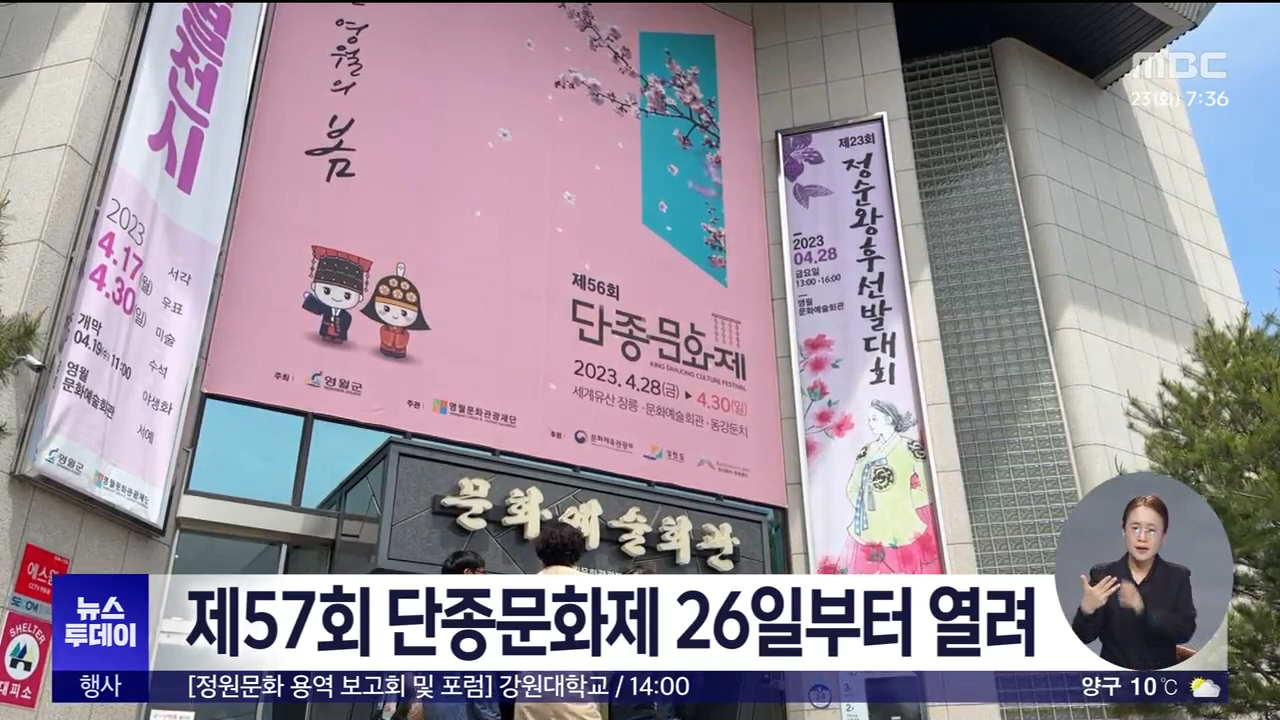 MBC
23(화) 7:36
별전시
2023
4.17(월)
4.30(일)
개막
04.19(수) 11:00
영월
문화예술회관
서각
우표
미술
수석
야생화
서예
영월군
영월문화관광재단
영월의 봄
제56회
단종문화제
KING DANJONG CULTURE FESTIVAL
2023. 4.28(금) ▶ 4.30(일)
세계유산 장릉 · 문화예술회관 · 동강둔치
주최 : 영월군
주관 : 영월문화관광재단
후원 : 문화체육관광부 강원도
제23회
정순왕후선발대회
2023
04.28
금요일
13:00 -16:00
영월
문화예술회관
문화예술회관
SHELTER
대피소
뉴스
투데이
제57회 단종문화제 26일부터 열려
행사
[정원문화 용역 보고회 및 포럼] 강원대학교 / 14:00
양구 10℃